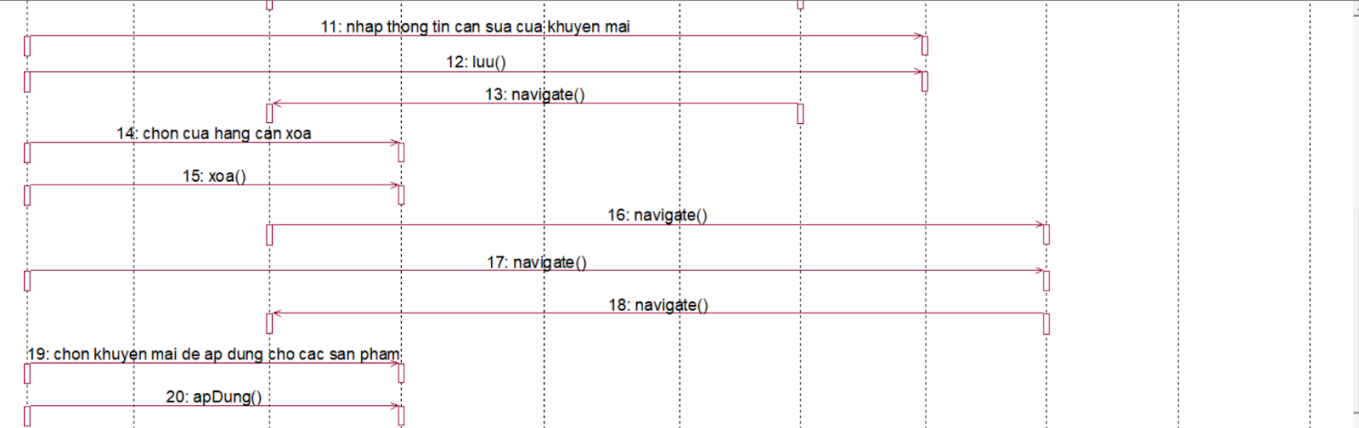 11: nhap thong tin can sua cua khuyen mai
12: luu()
13: navigate()
14: chon cua hang can xoa
15: xoa()
16: navigate()
17: navigate()
18: navigate()
19: chon khuyen mai de ap dung cho cac san pham
20: apDung()